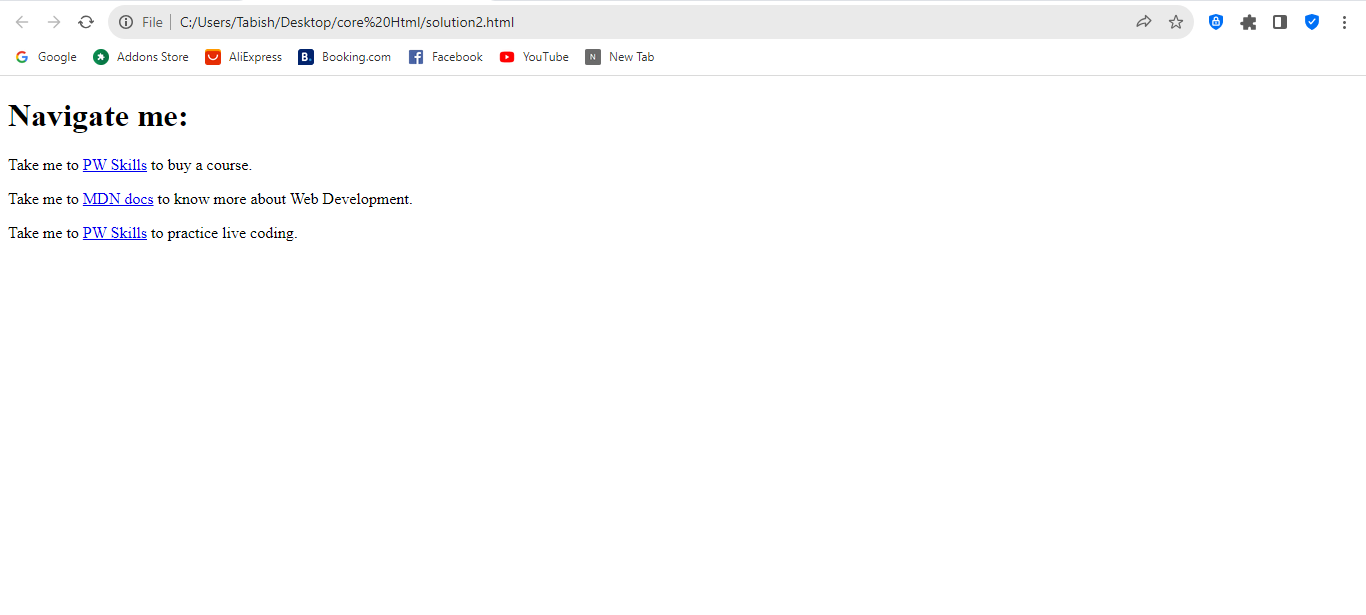 File | C:/Users/Tabish/Desktop/core%20Html/solution2.html
G Google Addons Store AliExpress B. Booking.com Facebook YouTube N New Tab
Navigate me:
Take me to PW Skills to buy a course.
Take me to MDN docs to know more about Web Development.
Take me to PW Skills to practice live coding.